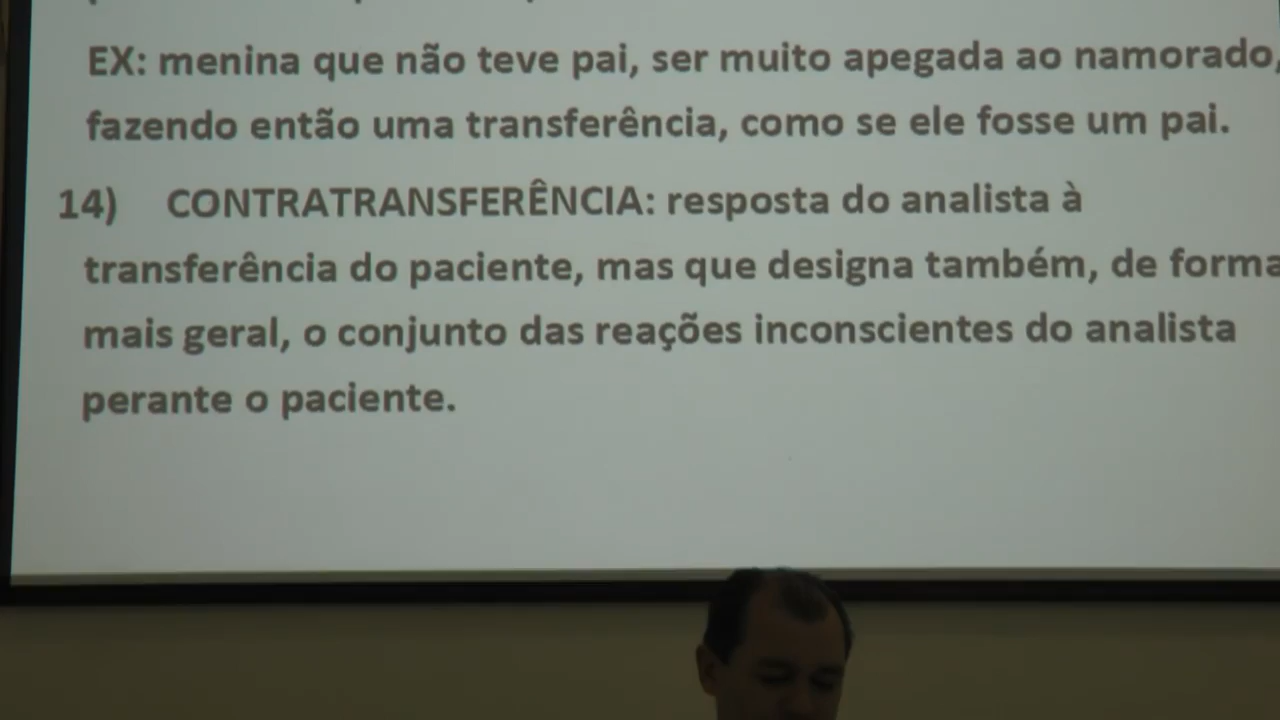 EX: menina que não teve pai, ser muito apegada ao namorado,
fazendo então uma transferência, como se ele fosse um pai.
14) CONTRATRANSFERÊNCIA: resposta do analista à
transferência do paciente, mas que designa também, de forma
mais geral, o conjunto das reações inconscientes do analista
perante o paciente.